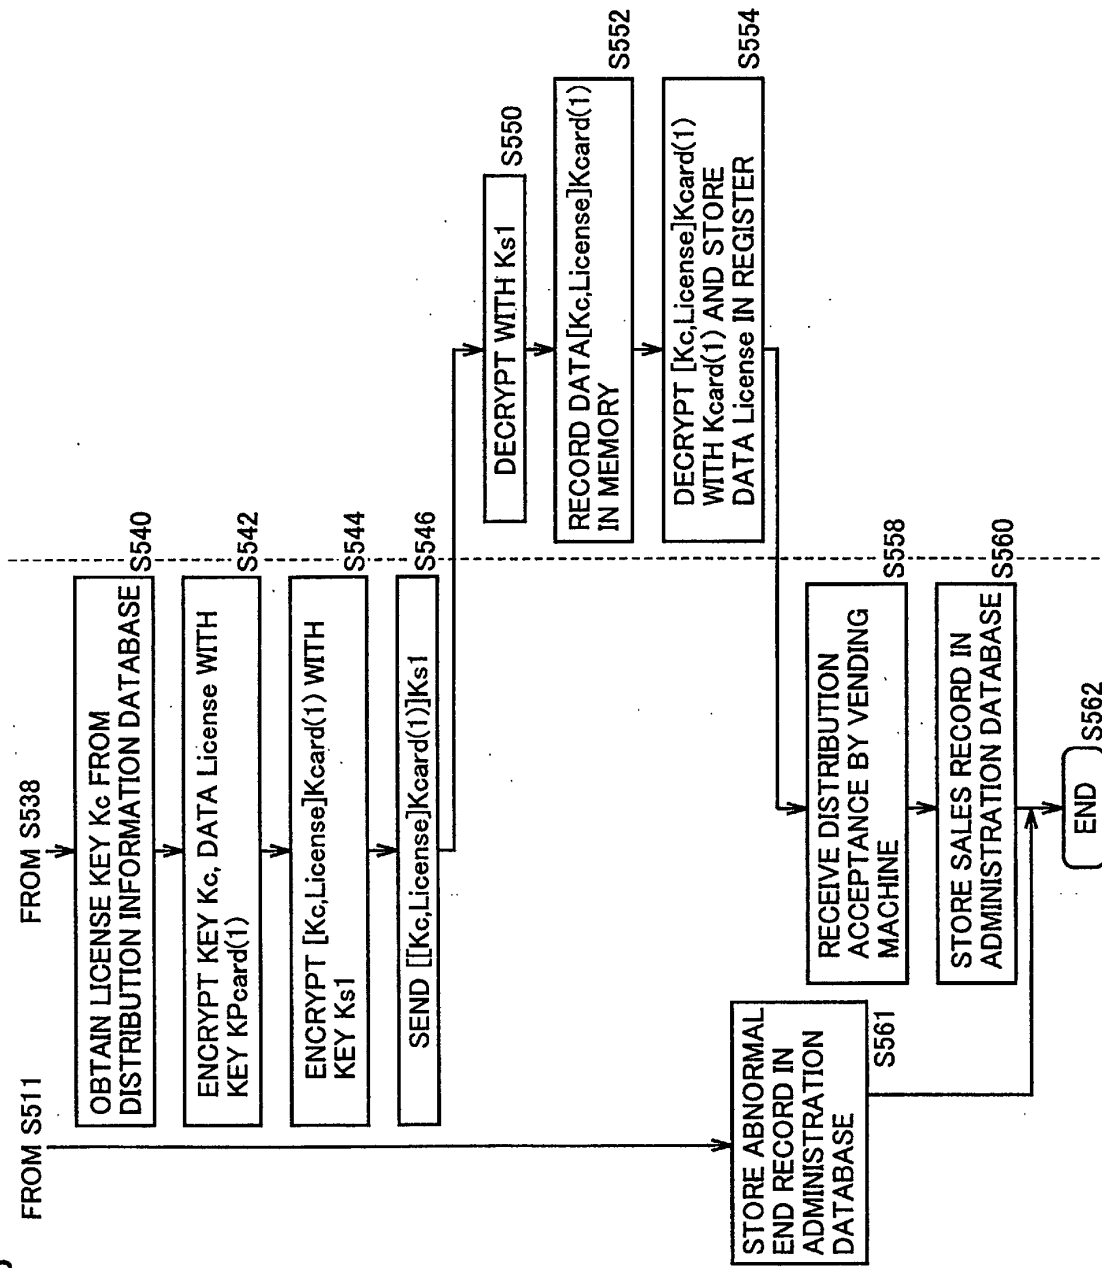 FROM S511
FROM S538
OBTAIN LICENSE KEY Kc FROM
DISTRIBUTION INFORMATION DATABASE
S540
ENCRYPT KEY Kc, DATA License WITH
KEY KPcard(1)
S542
ENCRYPT [Kc,License]Kcard(1) WITH
KEY Ks1
S544
SEND [[Kc,License]Kcard(1)]Ks1
S546
DECRYPT WITH Ks1
S550
RECORD DATA[Kc,License]Kcard(1)
IN MEMORY
S552
DECRYPT [Kc,License]Kcard(1)
WITH Kcard(1) AND STORE
DATA License IN REGISTER
S554
RECEIVE DISTRIBUTION
ACCEPTANCE BY VENDING
MACHINE
S558
STORE SALES RECORD IN
ADMINISTRATION DATABASE
S560
STORE ABNORMAL
END RECORD IN
ADMINISTRATION
DATABASE
S561
END
S562